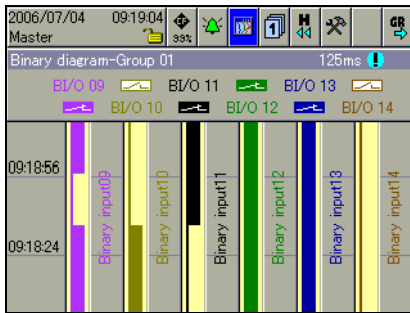 2006/07/04 09:19:04
Master
99%
1
H
GR
Binary diagram-Group 01 125ms
BI/O 09 BI/O 11 BI/O 13
BI/O 10 BI/O 12 BI/O 14
09:18:56
09:18:24
Binary input09
Binary input10
Binary input11
Binary input12
Binary input13
Binary input14